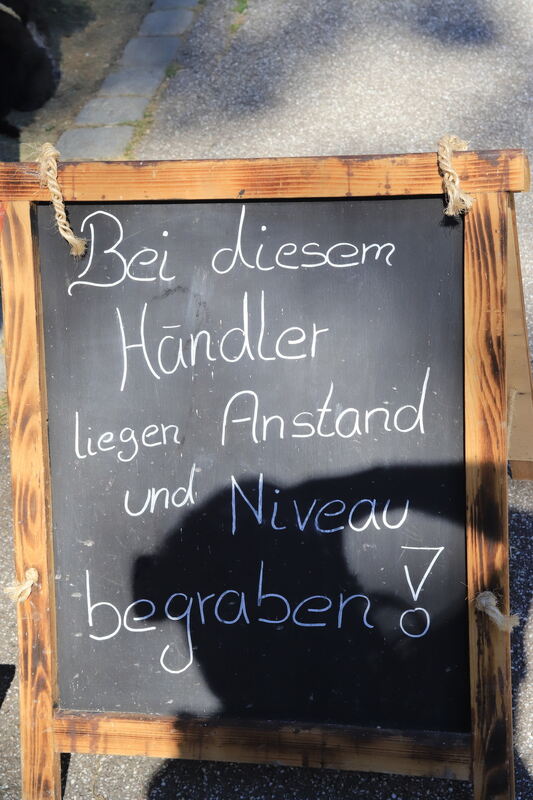 Bei diesem
Händler
liegen Anstand
und Niveau
begraben!